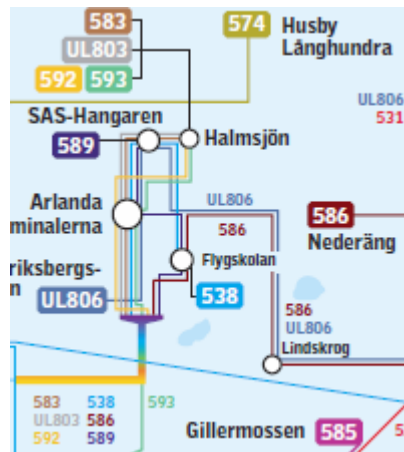 583
UL803
592 593
574 Husby
Långhundra
SAS-Hangaren
589
Halmsjön
UL806
531
Arlanda
minalerna
UL806
586
586
Nederäng
riksbergs-
n
Flygskolan
UL806
538
586
UL806
Lindskrog
583 538 593
UL803 586
592 589
Gillermossen 585
5